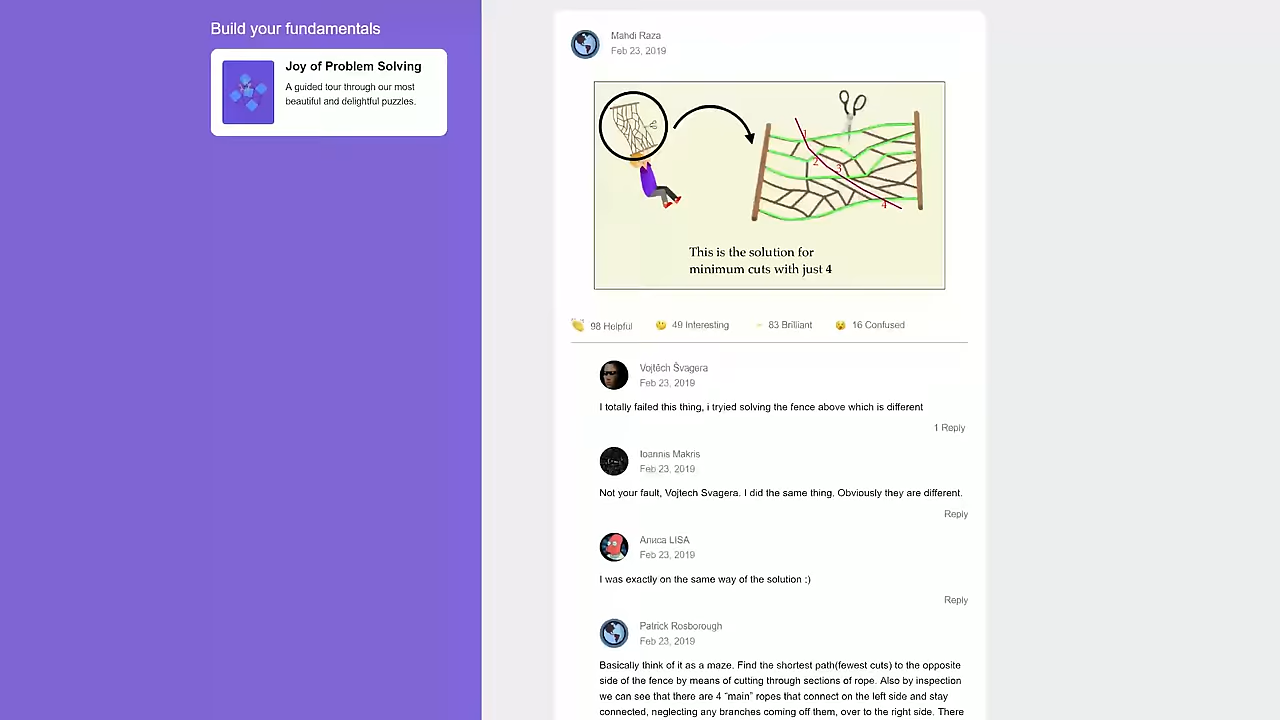 Build your fundamentals
Joy of Problem Solving
A guided tour through our most
beautiful and delightful puzzles.
Mahdi Raza
Feb 23, 2019
1
2
3
4
This is the solution for
minimum cuts with just 4
98 Helpful
49 Interesting
83 Brilliant
16 Confused
Vojtěch Švagera
Feb 23, 2019
I totally failed this thing, i tryied solving the fence above which is different
1 Reply
Ioannis Makris
Feb 23, 2019
Not your fault, Vojtech Svagera. I did the same thing. Obviously they are different.
Reply
Алиса LISA
Feb 23, 2019
I was exactly on the same way of the solution :)
Reply
Patrick Rosborough
Feb 23, 2019
Basically think of it as a maze. Find the shortest path(fewest cuts) to the opposite
side of the fence by means of cutting through sections of rope. Also by inspection
we can see that there are 4 “main” ropes that connect on the left side and stay
connected, neglecting any branches coming off them, over to the right side. There